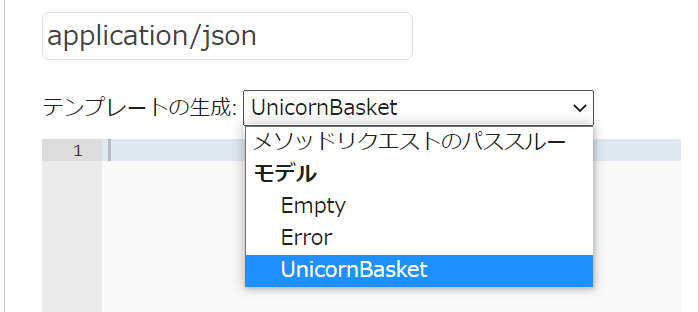 application/json
テンプレートの生成: UnicornBasket
メソッドリクエストのパススルー
1
モデル
Empty
Error
UnicornBasket